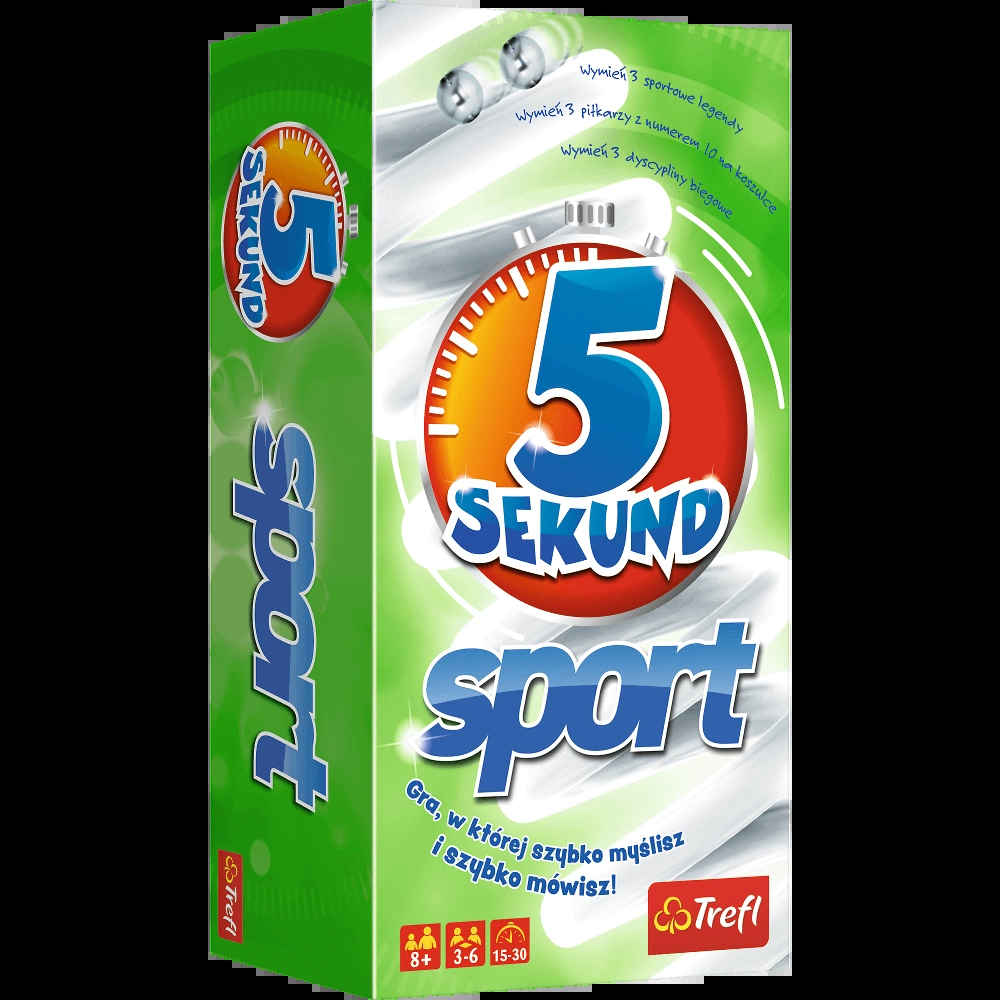 Wymień 3 sportowe legendy
Wymień 3 piłkarzy z numerem 10 na koszulce
Wymień 3 dyscypliny biegowe
5
SEKUND
sport
Gra, w której szybko myślisz
i szybko mówisz!
8+
3-6
15-30
Trefl
5
SEKUND
sport
Trefl